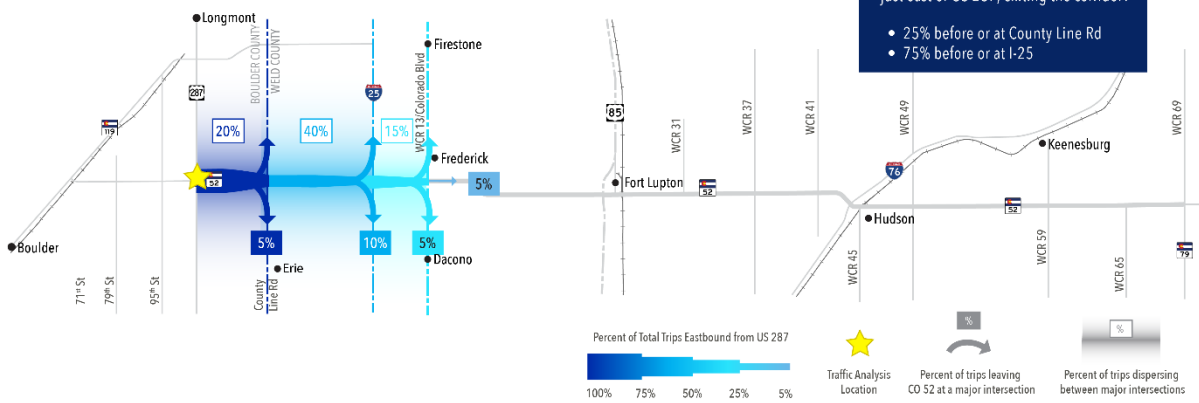 just east of US 287, exiting the corridor:
• 25% before or at County Line Rd
• 75% before or at I-25
Longmont
BOULDER COUNTY
WELD COUNTY
Firestone
287
25
WCR 13/Colorado Blvd
119
20%
40%
15%
Frederick
52
5%
Boulder
5%
10%
5%
Erie
Dacono
71st St
79th St
95th St
County
Line Rd
85
WCR 31
WCR 37
WCR 41
WCR 49
WCR 69
Keenesburg
76
Fort Lupton
52
52
Hudson
WCR 45
WCR 59
WCR 65
79
Percent of Total Trips Eastbound from US 287
100% 75% 50% 25% 5%
Traffic Analysis
Location
%
Percent of trips leaving
CO 52 at a major intersection
%
Percent of trips dispersing
between major intersections